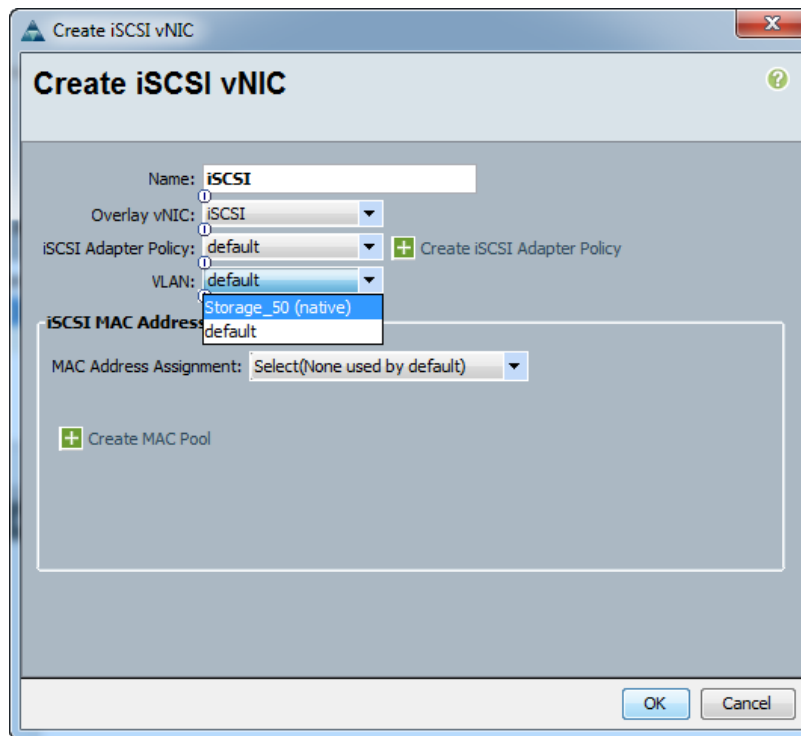 Create iSCSI vNIC
Create iSCSI vNIC
Name: iSCSI
Overlay vNIC: iSCSI
iSCSI Adapter Policy: default Create iSCSI Adapter Policy
VLAN: default
Storage_50 (native)
iSCSI MAC Address
default
MAC Address Assignment: Select(None used by default)
Create MAC Pool
OK Cancel